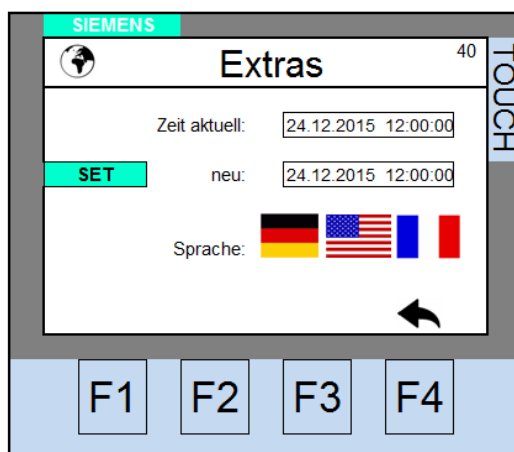 SIEMENS
Extras
40
TOUCH
Zeit aktuell: 24.12.2015 12:00:00
SET neu: 24.12.2015 12:00:00
Sprache:
F1 F2 F3 F4